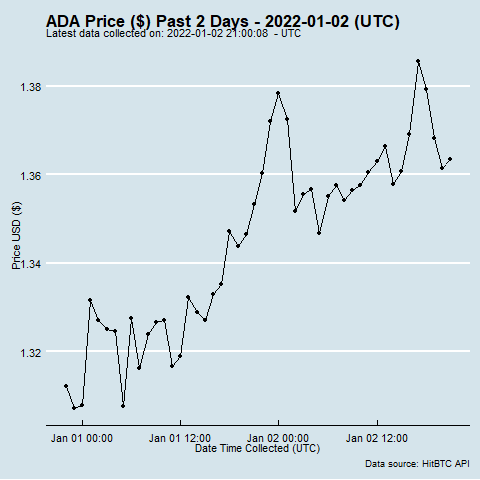 ADA Price ($) Past 2 Days - 2022-01-02 (UTC)
Latest data collected on: 2022-01-02 21:00:08  - UTC
1.38
1.36
1.34
1.32
Price USD ($)
Jan 01 00:00
Jan 01 12:00
Jan 02 00:00
Jan 02 12:00
Date Time Collected (UTC)
Data source: HitBTC API